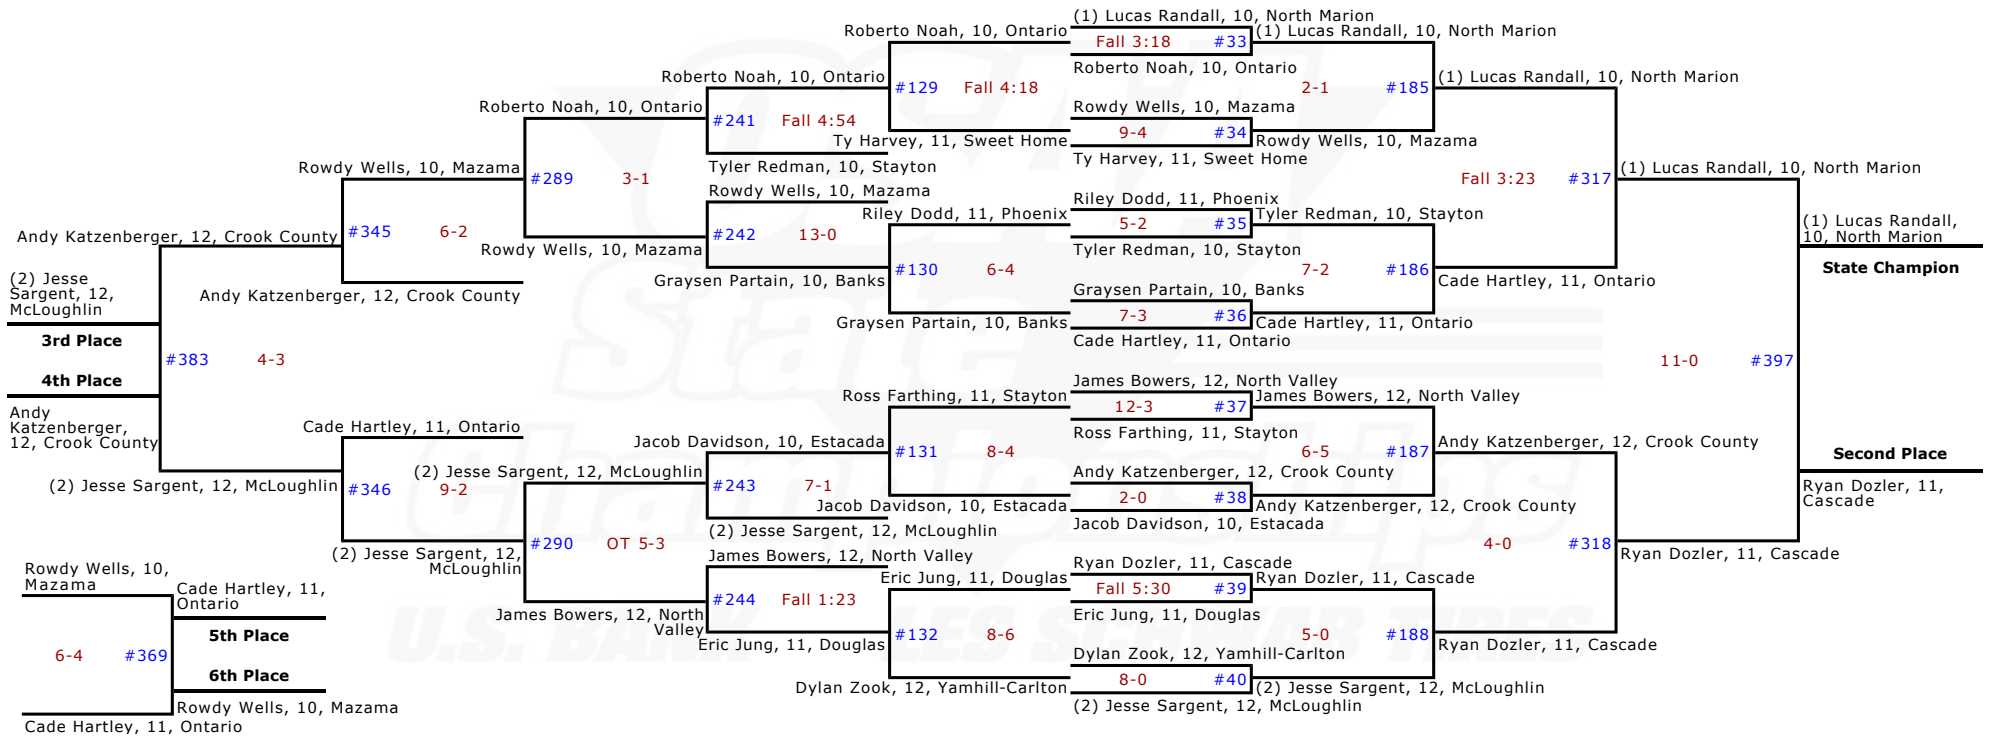 (1) Lucas Randall, 10, North Marion
Roberto Noah, 10, Ontario
Fall 3:18
#33
(1) Lucas Randall, 10, North Marion
Roberto Noah, 10, Ontario
Roberto Noah, 10, Ontario
#129
Fall 4:18
2-1
#185
(1) Lucas Randall, 10, North Marion
Roberto Noah, 10, Ontario
Rowdy Wells, 10, Mazama
#241
Fall 4:54
9-4
#34
Ty Harvey, 11, Sweet Home
Rowdy Wells, 10, Mazama
Ty Harvey, 11, Sweet Home
Rowdy Wells, 10, Mazama
Tyler Redman, 10, Stayton
(1) Lucas Randall, 10, North Marion
#289
3-1
Fall 3:23
#317
Rowdy Wells, 10, Mazama
Riley Dodd, 11, Phoenix
Riley Dodd, 11, Phoenix
5-2
#35
Tyler Redman, 10, Stayton
(1) Lucas Randall,
10, North Marion
Andy Katzenberger, 12, Crook County
#345
6-2
#242
13-0
Rowdy Wells, 10, Mazama
Tyler Redman, 10, Stayton
State Champion
#130
6-4
7-2
#186
(2) Jesse
Sargent, 12,
McLoughlin
Graysen Partain, 10, Banks
Cade Hartley, 11, Ontario
Andy Katzenberger, 12, Crook County
Graysen Partain, 10, Banks
7-3
#36
Graysen Partain, 10, Banks
Cade Hartley, 11, Ontario
3rd Place
Cade Hartley, 11, Ontario
#383
4-3
11-0
#397
4th Place
James Bowers, 12, North Valley
Ross Farthing, 11, Stayton
12-3
#37
James Bowers, 12, North Valley
Andy
Katzenberger,
12, Crook County
Cade Hartley, 11, Ontario
Ross Farthing, 11, Stayton
Jacob Davidson, 10, Estacada
#131
8-4
6-5
#187
Andy Katzenberger, 12, Crook County
Second Place
(2) Jesse Sargent, 12, McLoughlin
Andy Katzenberger, 12, Crook County
(2) Jesse Sargent, 12, McLoughlin
#346
9-2
#243
7-1
2-0
#38
Ryan Dozler, 11,
Cascade
Jacob Davidson, 10, Estacada
Andy Katzenberger, 12, Crook County
Jacob Davidson, 10, Estacada
(2) Jesse Sargent, 12, McLoughlin
#290
OT 5-3
4-0
#318
(2) Jesse Sargent, 12,
McLoughlin
James Bowers, 12, North Valley
Ryan Dozler, 11, Cascade
Ryan Dozler, 11, Cascade
Rowdy Wells, 10,
Mazama
Eric Jung, 11, Douglas
Fall 5:30
#39
Ryan Dozler, 11, Cascade
Cade Hartley, 11,
Ontario
#244
Fall 1:23
James Bowers, 12, North
Valley
Eric Jung, 11, Douglas
5th Place
#132
8-6
5-0
#188
Eric Jung, 11, Douglas
Ryan Dozler, 11, Cascade
6-4
#369
Dylan Zook, 12, Yamhill-Carlton
6th Place
8-0
#40
Dylan Zook, 12, Yamhill-Carlton
(2) Jesse Sargent, 12, McLoughlin
Rowdy Wells, 10, Mazama
(2) Jesse Sargent, 12, McLoughlin
Cade Hartley, 11, Ontario
OSAA
State
Championships
U.S. BANK LES SCHWAB TIRES